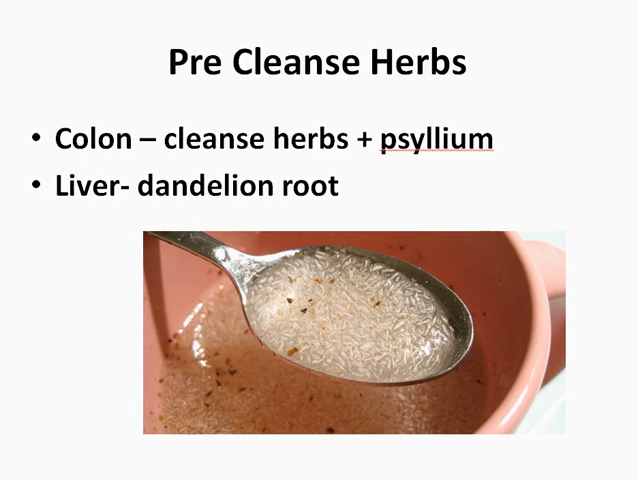 Pre Cleanse Herbs
• Colon – cleanse herbs + psyllium
• Liver- dandelion root